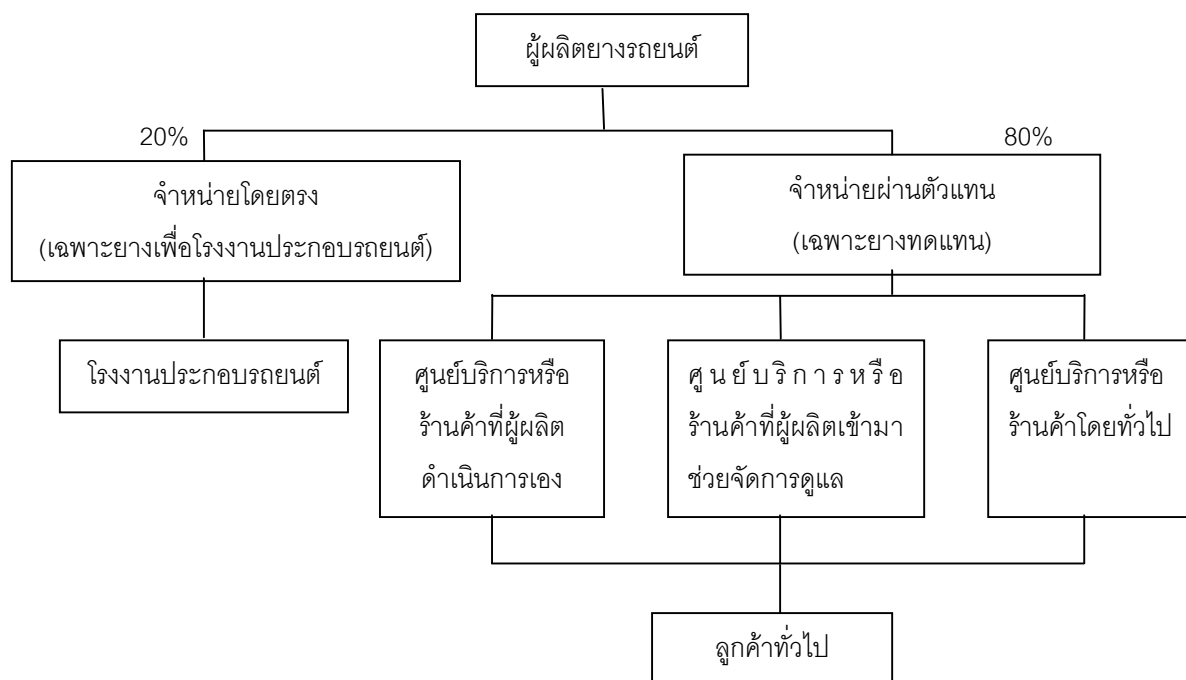 ผู้ผลิตยางรถยนต์
20%
80%
จำหน่ายโดยตรง
(เฉพาะยางเพื่อโรงงานประกอบรถยนต์)
จำหน่ายผ่านตัวแทน
(เฉพาะยางทดแทน)
โรงงานประกอบรถยนต์
ศูนย์บริการหรือ
ร้านค้าที่ผู้ผลิต
ดำเนินการเอง
ศูนย์บริการหรือ
ร้านค้าที่ผู้ผลิตเข้ามา
ช่วยจัดการดูแล
ศูนย์บริการหรือ
ร้านค้าโดยทั่วไป
ลูกค้าทั่วไป